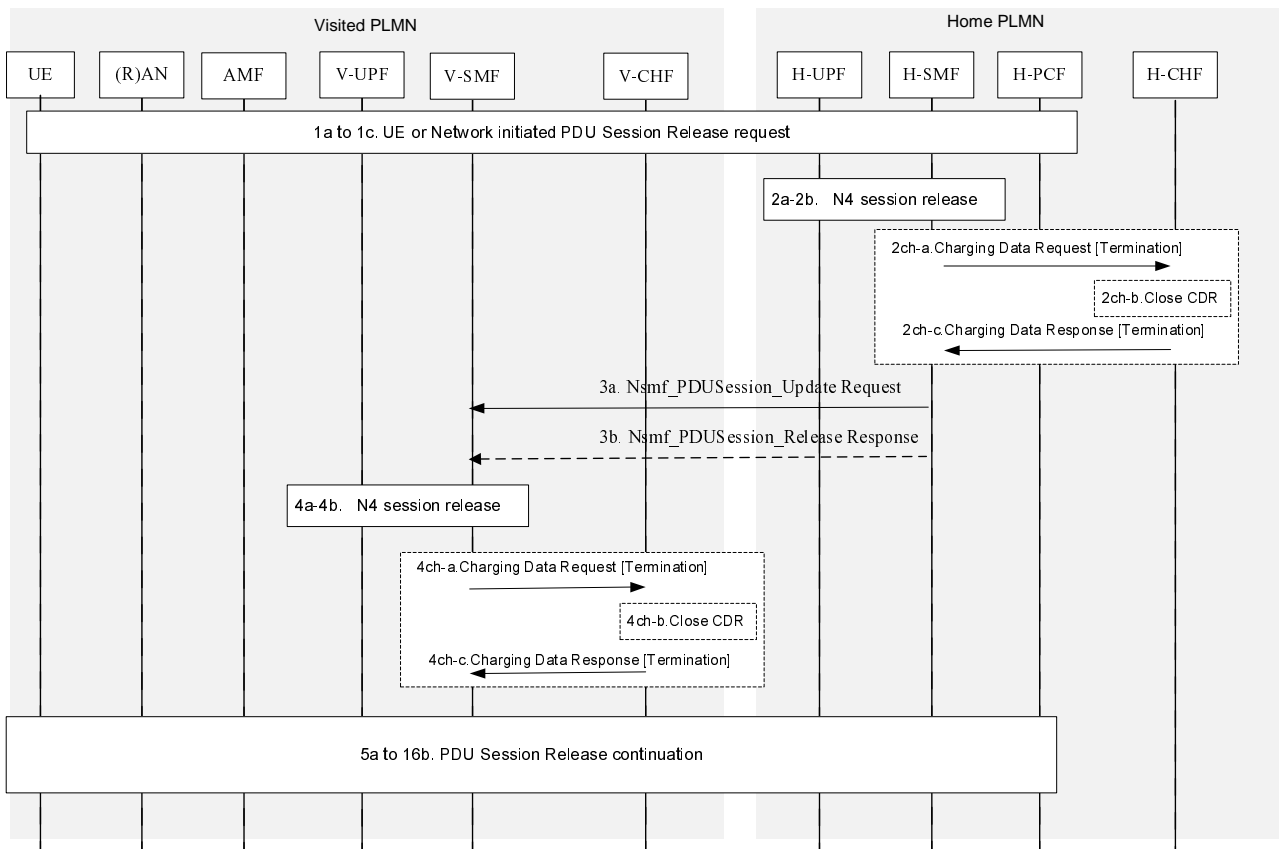 Visited PLMN
Home PLMN
UE
(R)AN
AMF
V-UPF
V-SMF
V-CHF
H-UPF
H-SMF
H-PCF
H-CHF
1a to 1c. UE or Network initiated PDU Session Release request
2a-2b. N4 session release
2ch-a.Charging Data Request [Termination]
2ch-b.Close CDR
2ch-c.Charging Data Response [Termination]
3a. Nsmf_PDUSession_Update Request
3b. Nsmf_PDUSession_Release Response
4a-4b. N4 session release
4ch-a.Charging Data Request [Termination]
4ch-b.Close CDR
4ch-c.Charging Data Response [Termination]
5a to 16b. PDU Session Release continuation